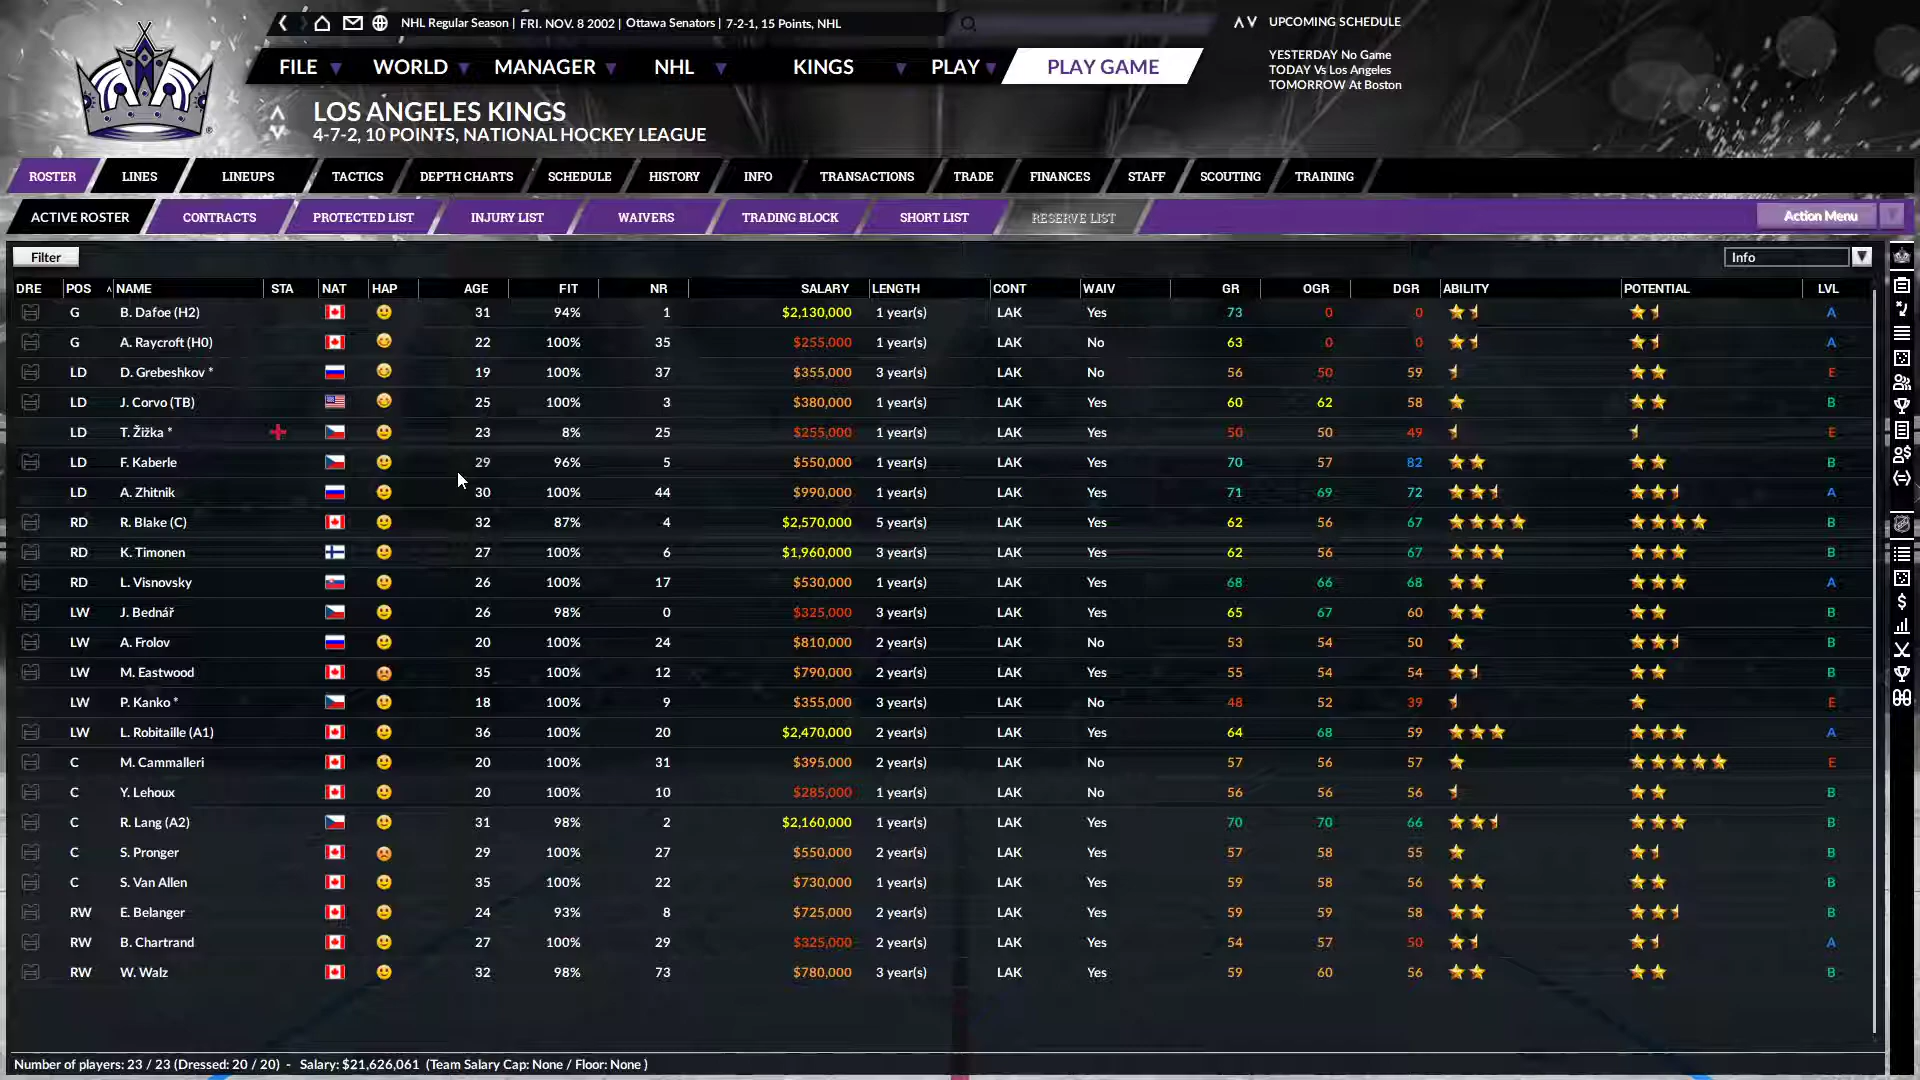 NHL Regular Season | FRI. NOV. 8 2002 | Ottawa Senators | 7-2-1, 15 Points, NHL
UPCOMING SCHEDULE
YESTERDAY No Game
TODAY Vs Los Angeles
TOMORROW At Boston
FILE WORLD MANAGER NHL KINGS PLAY PLAY GAME
LOS ANGELES KINGS
4-7-2, 10 POINTS, NATIONAL HOCKEY LEAGUE
ROSTER LINES LINEUPS TACTICS DEPTH CHARTS SCHEDULE HISTORY INFO TRANSACTIONS TRADE FINANCES STAFF SCOUTING TRAINING
ACTIVE ROSTER CONTRACTS PROTECTED LIST INJURY LIST WAIVERS TRADING BLOCK SHORT LIST RESERVE LIST Action Menu
Filter Info
DRE POS NAME STA NAT HAP AGE FIT NR SALARY LENGTH CONT WAIV GR OGR DGR ABILITY POTENTIAL LVL
G B. Dafoe (H2) 31 94% 1 $2,130,000 1 year(s) LAK Yes 73 0 0 A
G A. Raycroft (H0) 22 100% 35 $255,000 1 year(s) LAK No 63 0 0 A
LD D. Grebeshkov * 19 100% 37 $355,000 3 year(s) LAK No 56 50 59 E
LD J. Corvo (TB) 25 100% 3 $380,000 1 year(s) LAK Yes 60 62 58 B
LD T. Žižka * 23 8% 25 $255,000 1 year(s) LAK Yes 50 50 49 E
LD F. Kaberle 29 96% 5 $550,000 1 year(s) LAK Yes 70 57 82 B
LD A. Zhitnik 30 100% 44 $990,000 1 year(s) LAK Yes 71 69 72 A
RD R. Blake (C) 32 87% 4 $2,570,000 5 year(s) LAK Yes 62 56 67 B
RD K. Timonen 27 100% 6 $1,960,000 3 year(s) LAK Yes 62 56 67 B
RD L. Visnovsky 26 100% 17 $530,000 1 year(s) LAK Yes 68 66 68 A
LW J. Bednář 26 98% 0 $325,000 3 year(s) LAK Yes 65 67 60 B
LW A. Frolov 20 100% 24 $810,000 2 year(s) LAK No 53 54 50 B
LW M. Eastwood 35 100% 12 $790,000 2 year(s) LAK Yes 55 54 54 B
LW P. Kanko * 18 100% 9 $355,000 3 year(s) LAK No 48 52 39 E
LW L. Robitaille (A1) 36 100% 20 $2,470,000 2 year(s) LAK Yes 64 68 59 A
C M. Cammalleri 20 100% 31 $395,000 2 year(s) LAK No 57 56 57 E
C Y. Lehoux 20 100% 10 $285,000 1 year(s) LAK No 56 56 56 B
C R. Lang (A2) 31 98% 2 $2,160,000 1 year(s) LAK Yes 70 70 66 B
C S. Pronger 29 100% 27 $550,000 2 year(s) LAK Yes 57 58 55 B
C S. Van Allen 35 100% 22 $730,000 1 year(s) LAK Yes 59 58 56 B
RW E. Belanger 24 93% 8 $725,000 2 year(s) LAK Yes 59 59 58 B
RW B. Chartrand 27 100% 29 $325,000 2 year(s) LAK Yes 54 57 50 A
RW W. Walz 32 98% 73 $780,000 3 year(s) LAK Yes 59 60 56 B
Number of players: 23 / 23 (Dressed: 20 / 20) - Salary: $21,626,061 (Team Salary Cap: None / Floor: None )